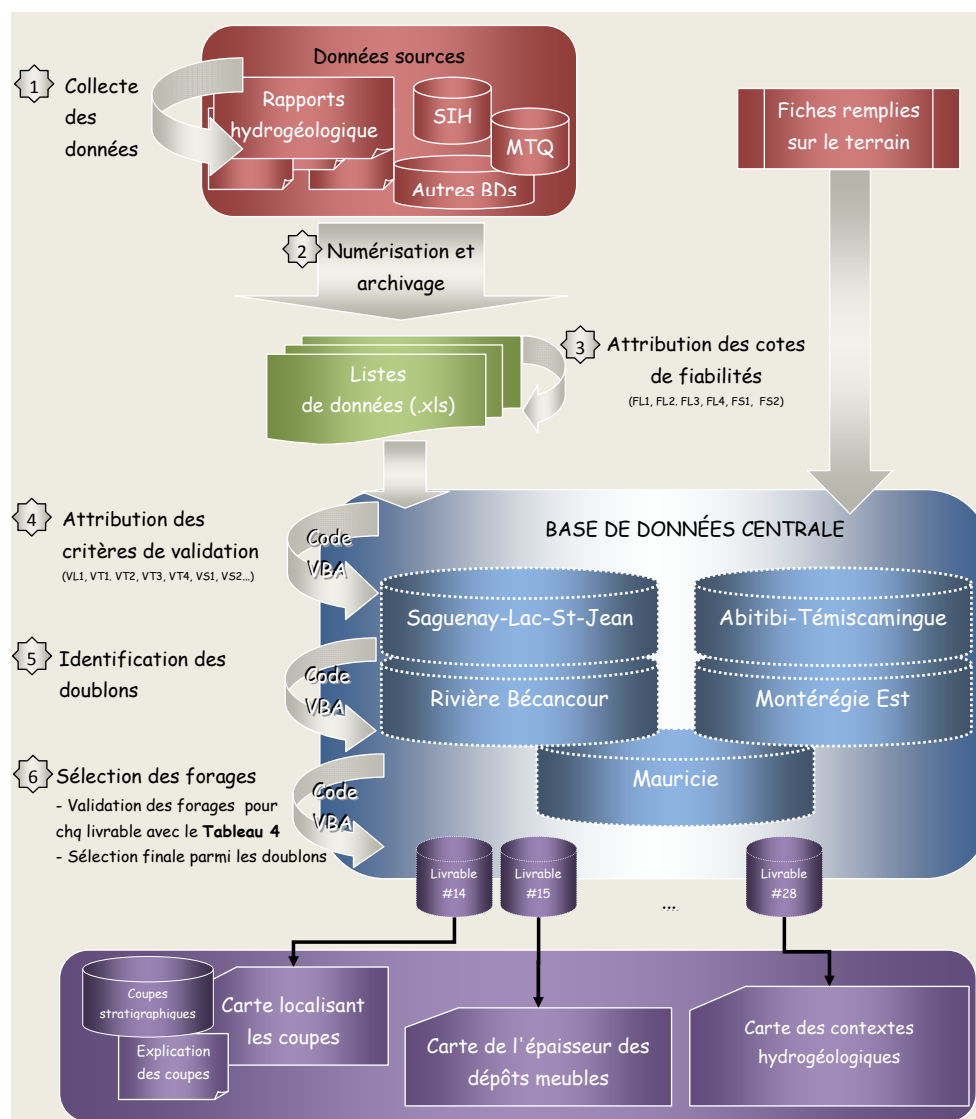 Données sources
1 Collecte
des
données
Rapports
hydrogéologique
SIH
MTQ
Autres BDs
Fiches remplies
sur le terrain
2 Numérisation et
archivage
Listes
de données (.xls)
3 Attribution des cotes
de fiabilités
(FL1, FL2. FL3, FL4, FS1, FS2)
4 Attribution des
critères de validation
(VL1, VT1. VT2, VT3, VT4, VS1, VS2...)
Code
VBA
BASE DE DONNÉES CENTRALE
Saguenay-Lac-St-Jean
Abitibi-Témiscamingue
5 Identification des
doublons
Code
VBA
Rivière Bécancour
Montérégie Est
6 Sélection des forages
- Validation des forages pour
chq livrable avec le Tableau 4
- Sélection finale parmi les doublons
Code
VBA
Mauricie
Livrable
#14
Livrable
#15
...
Livrable
#28
Coupes
stratigraphiques
Explication
des coupes
Carte localisant
les coupes
Carte de l'épaisseur des
dépôts meubles
Carte des contextes
hydrogéologiques